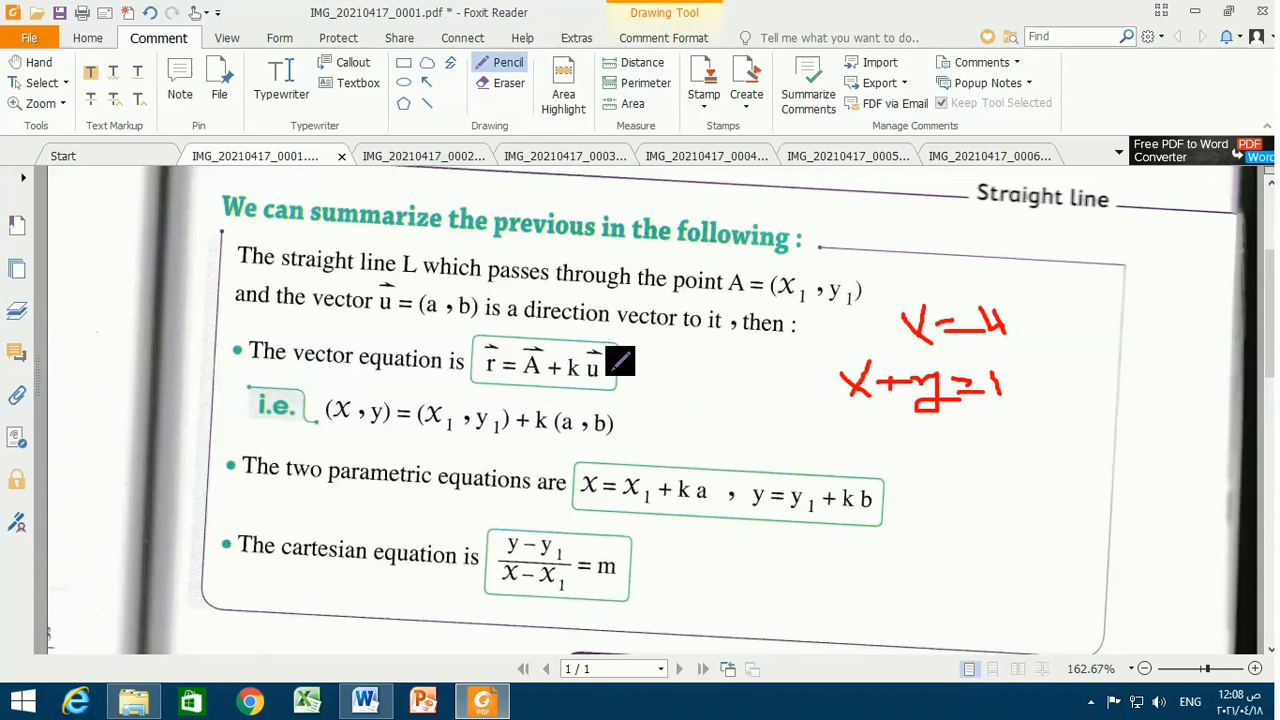 IMG_20210417_0001.pdf * - Foxit Reader
Drawing Tool
File Home Comment View Form Protect Share Connect Help Extras Comment Format Tell me what you want to do... Find
Hand
Select
Zoom
Tools
Text Markup
Note
File
Pin
Typewriter
Callout
Textbox
Typewriter
Pencil
Eraser
Drawing
Area Highlight
Distance
Perimeter
Area
Measure
Stamp
Create
Stamps
Summarize Comments
Import
Export
FDF via Email
Comments
Popup Notes
Keep Tool Selected
Manage Comments
Start IMG_20210417_0001.... IMG_20210417_0002... IMG_20210417_0003... IMG_20210417_0004... IMG_20210417_0005... IMG_20210417_0006...
Free PDF to Word Converter
PDF
Word
Straight line
We can summarize the previous in the following :
The straight line L which passes through the point A = (X₁ , y₁)
and the vector u⃗ = (a , b) is a direction vector to it , then :
• The vector equation is r⃗ = A⃗ + k u⃗
i.e. (X , y) = (X₁ , y₁) + k (a , b)
• The two parametric equations are X = X₁ + k a , y = y₁ + k b
• The cartesian equation is (y – y₁)/(X – X₁) = m
X + y = 1
1 / 1
162.67%
ENG
12:08 ص
٢٠٢١/٠٤/١٨